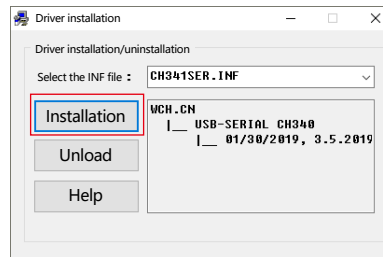 Driver installation
Driver installation/uninstallation
Select the INF file：
CH341SER.INF
Installation
WCH.CN
|__ USB-SERIAL CH340
|__ 01/30/2019, 3.5.2019
Unload
Help